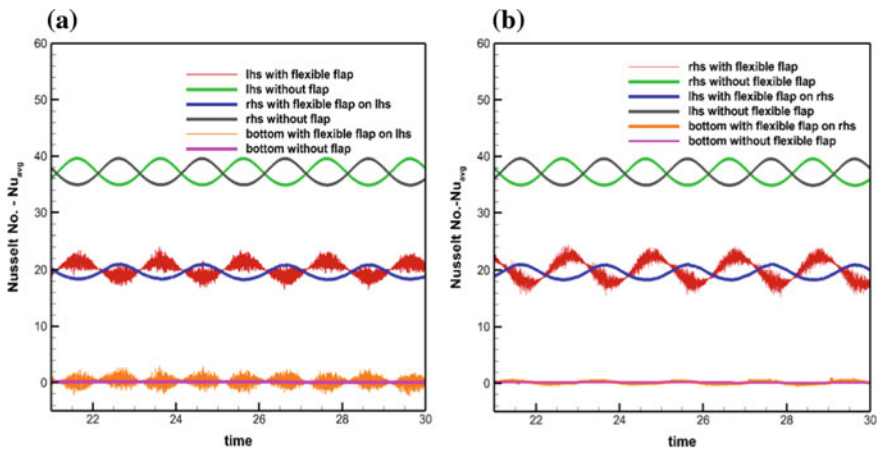 (a)
60
50
40
30
20
10
0
Nusselt No. - Nu_avg
lhs with flexible flap
lhs without flap
rhs with flexible flap on lhs
rhs without flap
bottom with flexible flap on lhs
bottom without flap
22 24 26 28 30
time
(b)
60
50
40
30
20
10
0
Nusselt No.-Nu_avg
rhs with flexible flap
rhs without flexible flap
lhs with flexible flap on rhs
lhs without flexible flap
bottom with flexible flap on rhs
bottom without flexible flap
22 24 26 28 30
time